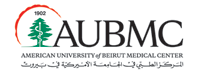 1902
AUBMC
AMERICAN UNIVERSITY of BEIRUT MEDICAL CENTER
المركز الطبي في الجامعة الأميركية في بيروت